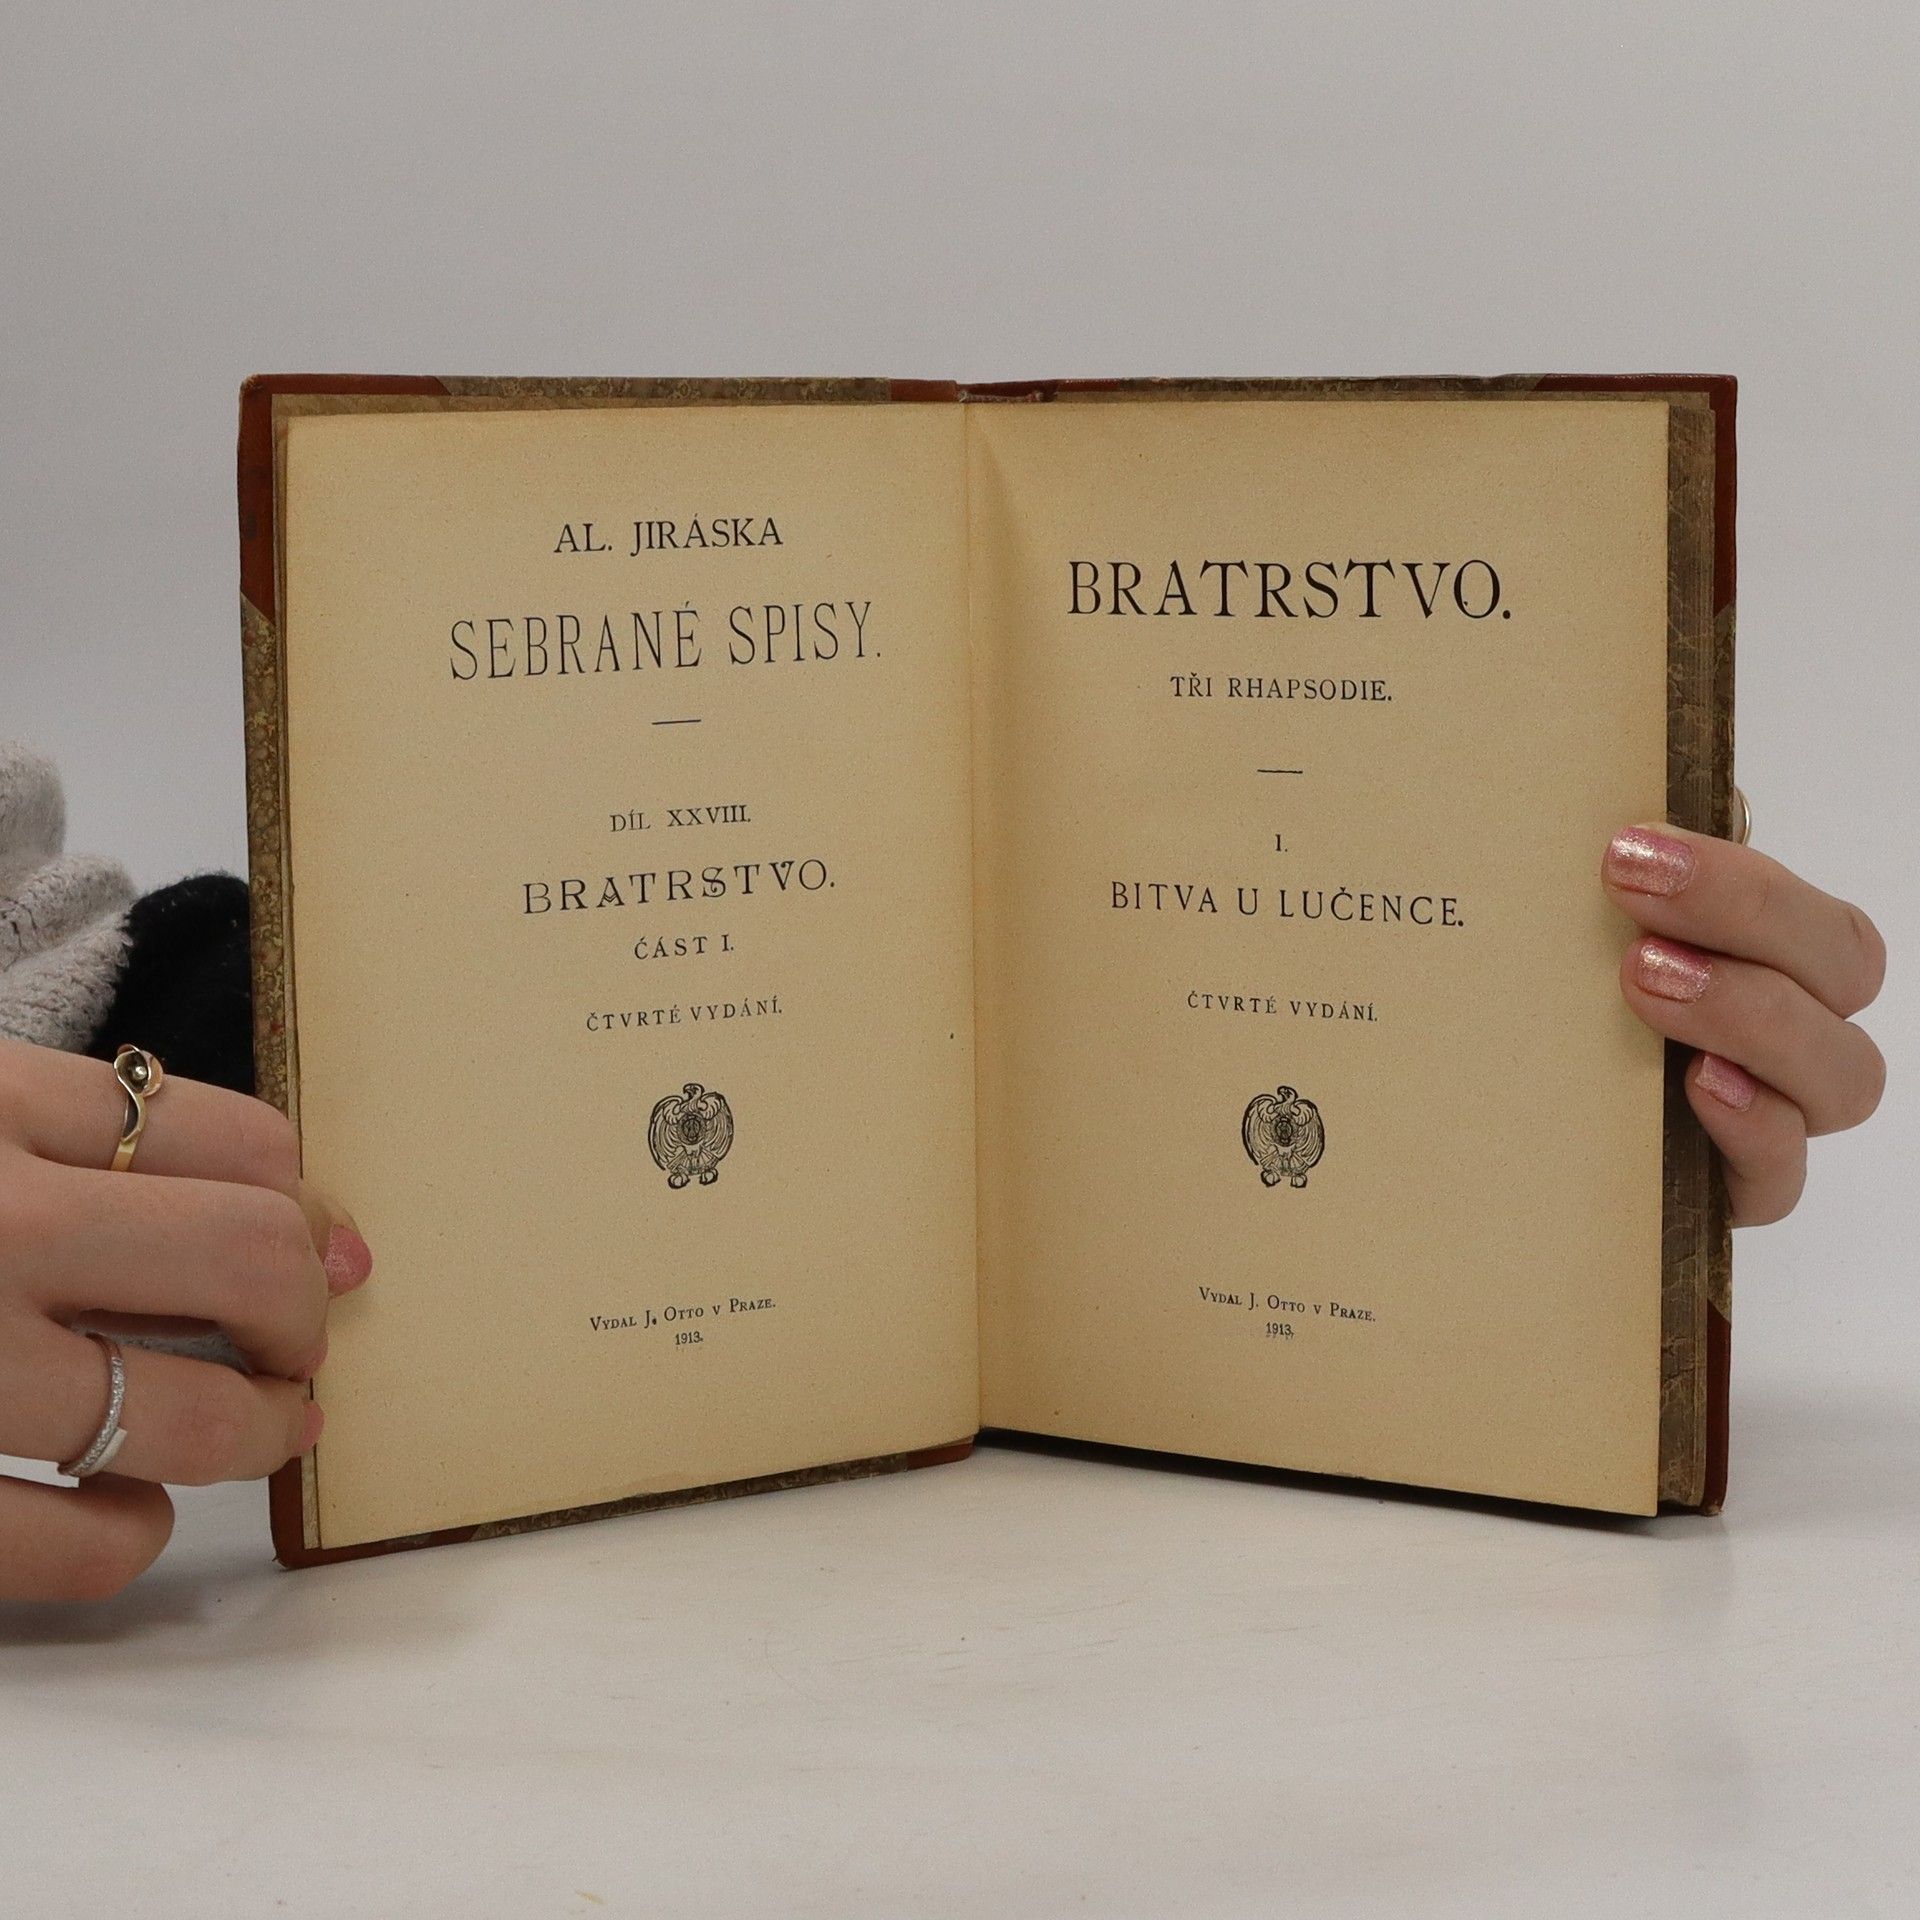 AL. JIRÁSKA
SEBRANÉ SPISY.
DÍL XXVIII.
BRATRSTVO.
ČÁST I.
ČTVRTÉ VYDÁNÍ.
VYDAL J. OTTO V PRAZE.
1913.
BRATRSTVO.
TŘI RHAPSODIE.
I.
BITVA U LUČENCE.
ČTVRTÉ VYDÁNÍ.
VYDAL J. OTTO V PRAZE.
1913.